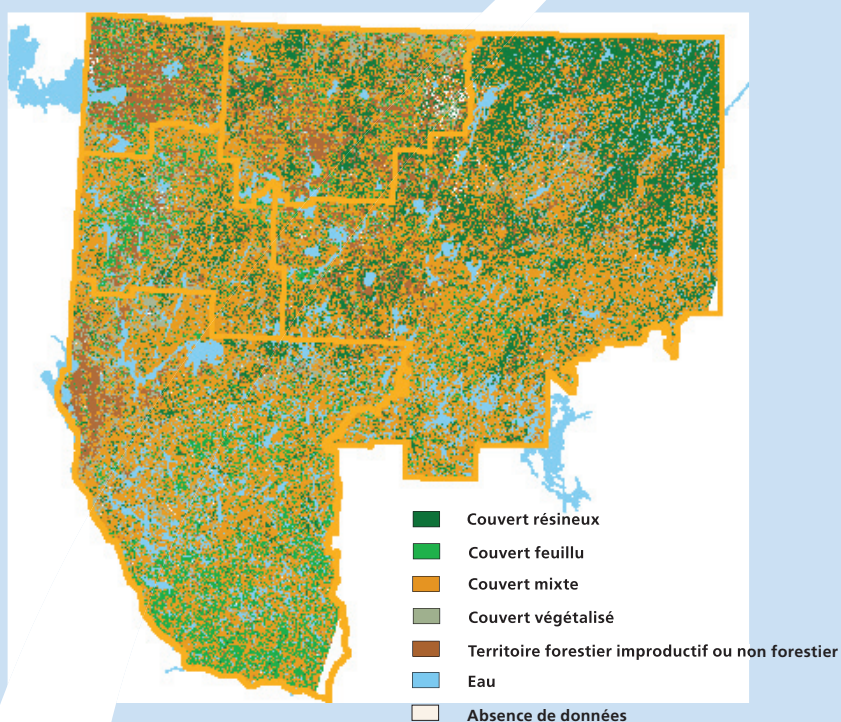 Couvert résineux
Couvert feuillu
Couvert mixte
Couvert végétalisé
Territoire forestier improductif ou non forestier
Eau
Absence de données